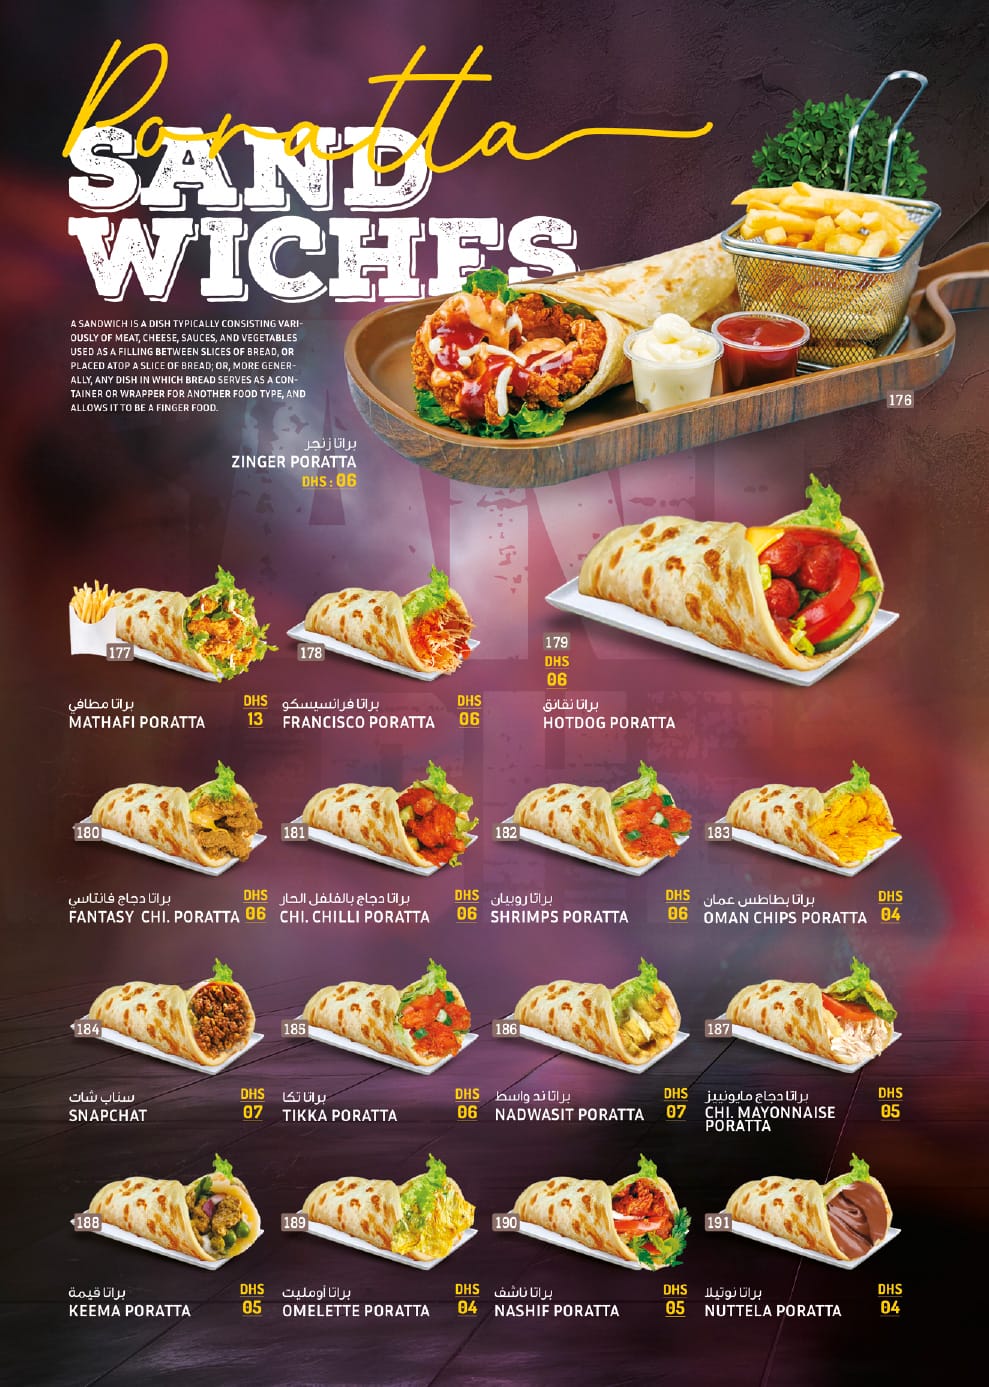 Poratta
SAND
WICHES
A SANDWICH IS A DISH TYPICALLY CONSISTING VARI-
OUSLY OF MEAT, CHEESE, SAUCES, AND VEGETABLES
USED AS A FILLING BETWEEN SLICES OF BREAD, OR
PLACED ATOP A SLICE OF BREAD; OR, MORE GENER-
ALLY, ANY DISH IN WHICH BREAD SERVES AS A CON-
TAINER OR WRAPPER FOR ANOTHER FOOD TYPE, AND
ALLOWS IT TO BE A FINGER FOOD.
176
براتا زنجر
ZINGER PORATTA
DHS : 06
177
براتا مطافي
MATHAFI PORATTA
DHS
13
178
براتا فرانسيسكو
FRANCISCO PORATTA
DHS
06
179
DHS
06
براتا نقانق
HOTDOG PORATTA
180
براتا دجاج فانتاسي
FANTASY CHI. PORATTA
DHS
06
181
براتا دجاج بالفلفل الحار
CHI. CHILLI PORATTA
DHS
06
182
براتا روبيان
SHRIMPS PORATTA
DHS
06
183
براتا بطاطس عمان
OMAN CHIPS PORATTA
DHS
04
184
سناب شات
SNAPCHAT
DHS
07
185
براتا تكا
TIKKA PORATTA
DHS
06
186
براتا ند واسط
NADWASIT PORATTA
DHS
07
187
براتا دجاج مايونييز
CHI. MAYONNAISE
PORATTA
DHS
05
188
براتا قيمة
KEEMA PORATTA
DHS
05
189
براتا أومليت
OMELETTE PORATTA
DHS
04
190
براتا ناشف
NASHIF PORATTA
DHS
05
191
براتا نوتيلا
NUTTELA PORATTA
DHS
04